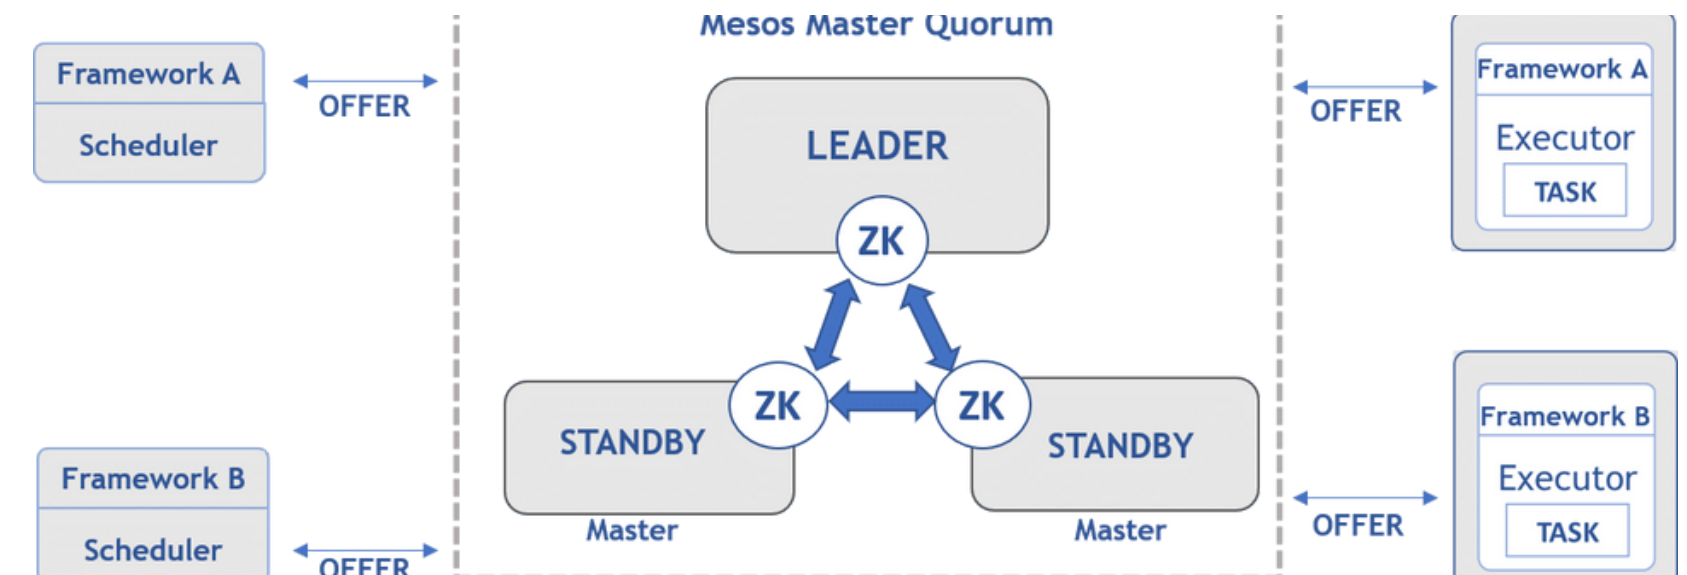 Mesos Master Quorum
Framework A
Scheduler
OFFER
LEADER
ZK
OFFER
Framework A
Executor
TASK
ZK
ZK
STANDBY
STANDBY
Master
Master
Framework B
Scheduler
OFFER
OFFER
Framework B
Executor
TASK